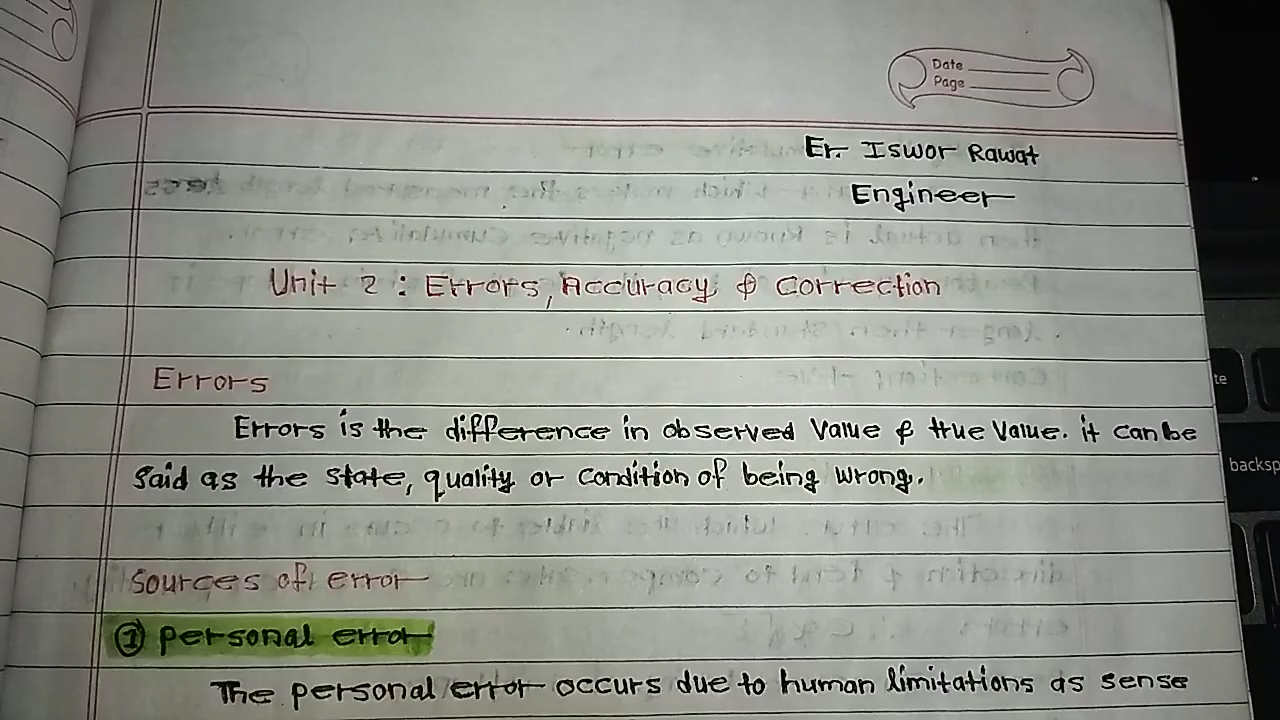 Date
Page
Er. Iswor Rawat
Engineer
Unit 2 : Errors, Accuracy & Correction
Errors
Errors is the difference in observed Value & true Value. it can be
said as the state, quality or condition of being wrong.
sources of error
① personal error
The personal error occurs due to human limitations as sense
te
backsp